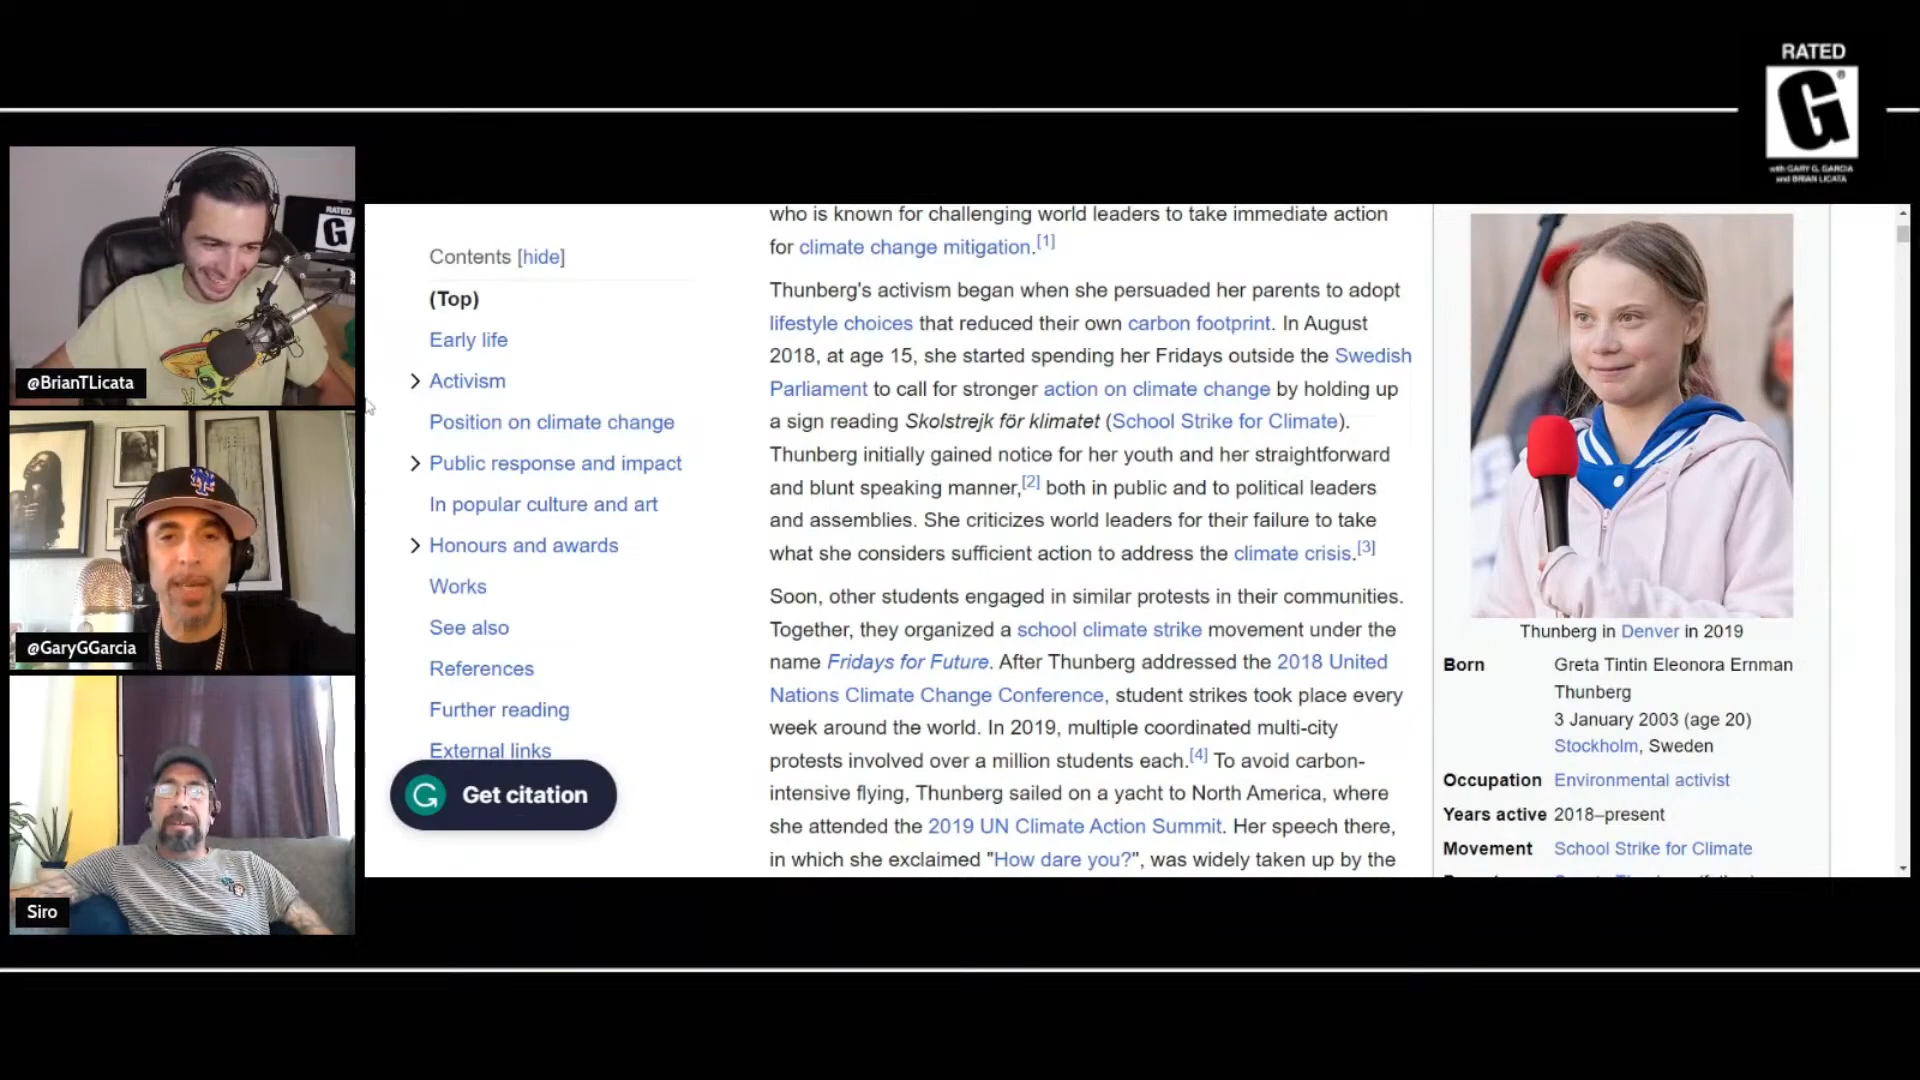 RATED
G
with GARY G. GARCIA
and BRIAN LICATA
RATED
G
@BrianTLicata
@GaryGGarcia
Siro
Contents [hide]
(Top)
Early life
Activism
Position on climate change
Public response and impact
In popular culture and art
Honours and awards
Works
See also
References
Further reading
External links
Get citation
who is known for challenging world leaders to take immediate action
for climate change mitigation.[1]
Thunberg's activism began when she persuaded her parents to adopt
lifestyle choices that reduced their own carbon footprint. In August
2018, at age 15, she started spending her Fridays outside the Swedish
Parliament to call for stronger action on climate change by holding up
a sign reading Skolstrejk för klimatet (School Strike for Climate).
Thunberg initially gained notice for her youth and her straightforward
and blunt speaking manner,[2] both in public and to political leaders
and assemblies. She criticizes world leaders for their failure to take
what she considers sufficient action to address the climate crisis.[3]
Soon, other students engaged in similar protests in their communities.
Together, they organized a school climate strike movement under the
name Fridays for Future. After Thunberg addressed the 2018 United
Nations Climate Change Conference, student strikes took place every
week around the world. In 2019, multiple coordinated multi-city
protests involved over a million students each.[4] To avoid carbon-
intensive flying, Thunberg sailed on a yacht to North America, where
she attended the 2019 UN Climate Action Summit. Her speech there,
in which she exclaimed "How dare you?", was widely taken up by the
Thunberg in Denver in 2019
Born Greta Tintin Eleonora Ernman
Thunberg
3 January 2003 (age 20)
Stockholm, Sweden
Occupation Environmental activist
Years active 2018–present
Movement School Strike for Climate